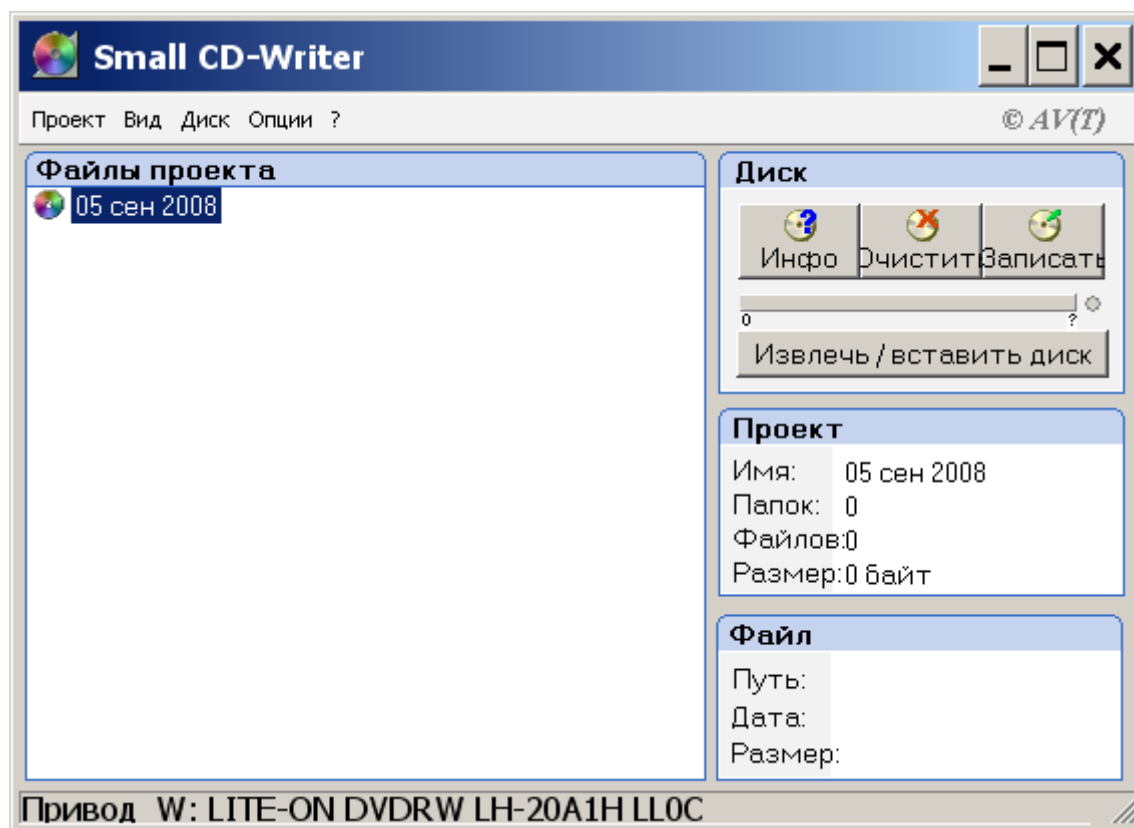 Small CD-Writer
Проект Вид Диск Опции ?
© AV(T)
Файлы проекта
05 сен 2008
Диск
Инфо Очистить Записать
0 ?
Извлечь / вставить диск
Проект
Имя: 05 сен 2008
Папок: 0
Файлов: 0
Размер: 0 байт
Файл
Путь:
Дата:
Размер:
Привод W: LITE-ON DVDRW LH-20A1H LL0C